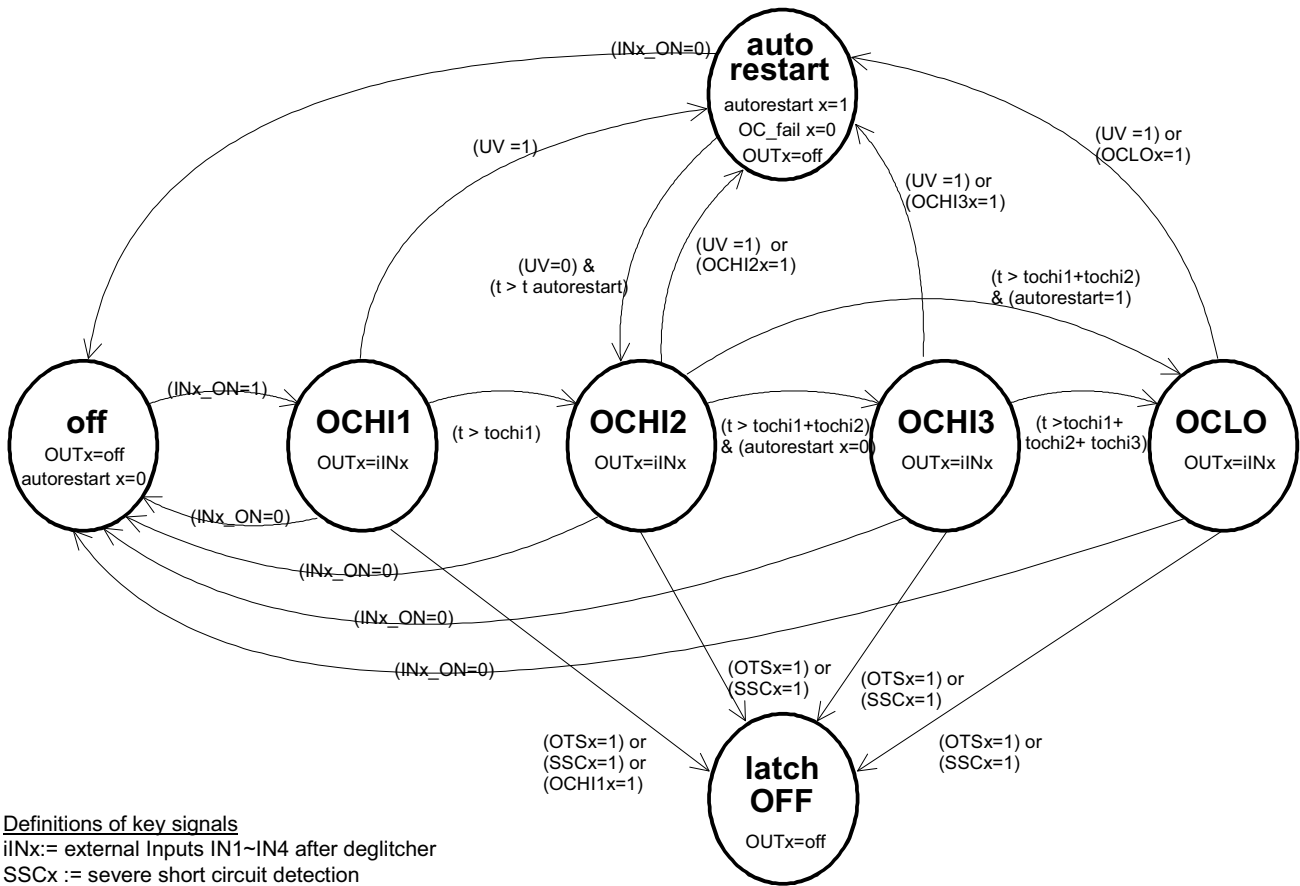 auto
restart
autorestart x=1
OC_fail x=0
OUTx=off
(INx_ON=0)
(UV =1)
(UV =1) or
(OCLOx=1)
(UV =1) or
(OCHI3x=1)
(UV =1) or
(OCHI2x=1)
(UV=0) &
(t > t autorestart)
(t > tochi1+tochi2)
& (autorestart=1)
off
OUTx=off
autorestart x=0
(INx_ON=1)
OCHI1
OUTx=iINx
(t > tochi1)
OCHI2
OUTx=iINx
(t > tochi1+tochi2)
& (autorestart x=0)
OCHI3
OUTx=iINx
(t >tochi1+
tochi2+ tochi3)
OCLO
OUTx=iINx
(INx_ON=0)
(INx_ON=0)
(INx_ON=0)
(INx_ON=0)
(OTSx=1) or
(SSCx=1) or
(OCHI1x=1)
(OTSx=1) or
(SSCx=1)
(OTSx=1) or
(SSCx=1)
(OTSx=1) or
(SSCx=1)
latch
OFF
OUTx=off
Definitions of key signals
iINx:= external Inputs IN1~IN4 after deglitcher
SSCx := severe short circuit detection